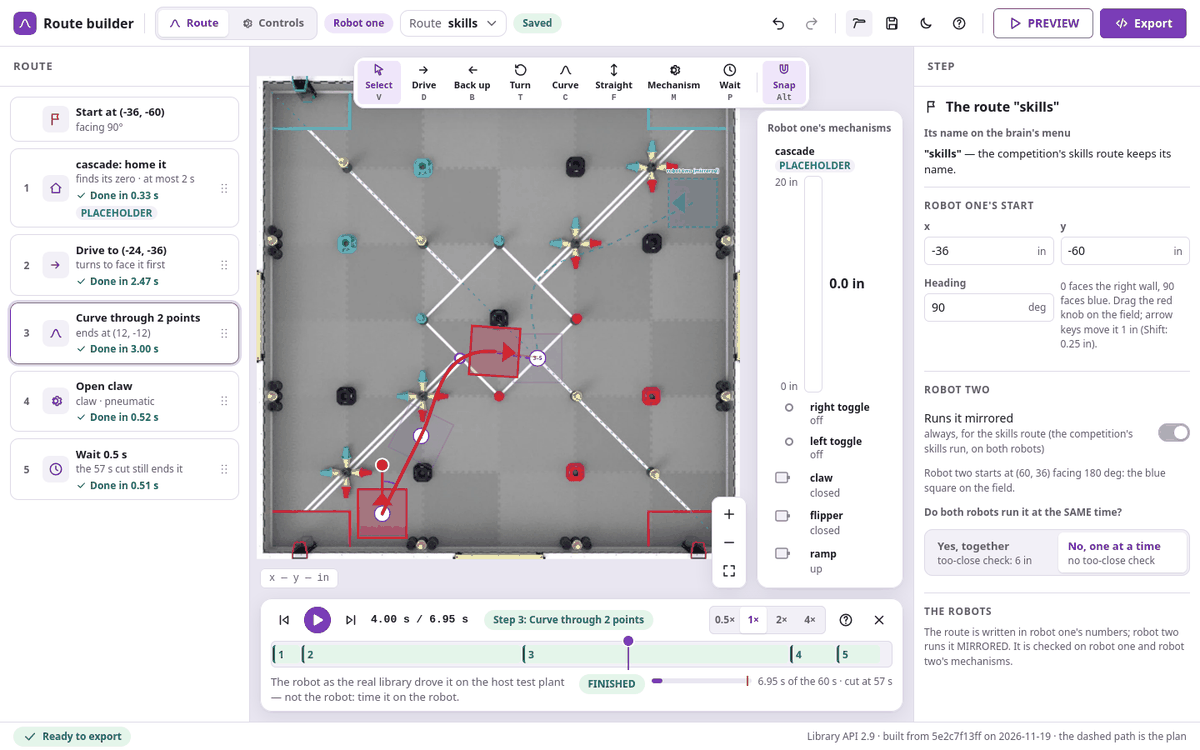 Route builder
Route
Controls
Robot one
Route skills
Saved
PREVIEW
Export
ROUTE
Start at (-36, -60)
facing 90°
1
cascade: home it
finds its zero · at most 2 s
Done in 0.33 s
PLACEHOLDER
2
Drive to (-24, -36)
turns to face it first
Done in 2.47 s
3
Curve through 2 points
ends at (12, -12)
Done in 3.00 s
4
Open claw
claw · pneumatic
Done in 0.52 s
5
Wait 0.5 s
the 57 s cut still ends it
Done in 0.51 s
Select
V
Drive
D
Back up
B
Turn
T
Curve
C
Straight
F
Mechanism
M
Wait
P
Snap
Alt
x — y — in
Robot one's mechanisms
cascade
PLACEHOLDER
20 in
0.0 in
0 in
right toggle
off
left toggle
off
claw
closed
flipper
closed
ramp
up
4.00 s / 6.95 s
Step 3: Curve through 2 points
0.5×
1×
2×
4×
1
2
3
4
5
The robot as the real library drove it on the host test plant
— not the robot: time it on the robot.
FINISHED
6.95 s of the 60 s · cut at 57 s
STEP
The route "skills"
Its name on the brain's menu
"skills" — the competition's skills route keeps its
name.
ROBOT ONE'S START
x
y
-36 in
-60 in
Heading
90 deg
0 faces the right wall, 90
faces blue. Drag the red
knob on the field; arrow
keys move it 1 in (Shift:
0.25 in).
ROBOT TWO
Runs it mirrored
always, for the skills route (the competition's
skills run, on both robots)
Robot two starts at (60, 36) facing 180 deg: the blue
square on the field.
Do both robots run it at the SAME time?
Yes, together
too-close check: 6 in
No, one at a time
no too-close check
THE ROBOTS
The route is written in robot one's numbers; robot two
runs it MIRRORED. It is checked on robot one and robot
two's mechanisms.
Ready to export
Library API 2.9 · built from 5e2c7f13ff on 2026-11-19 · the dashed path is the plan